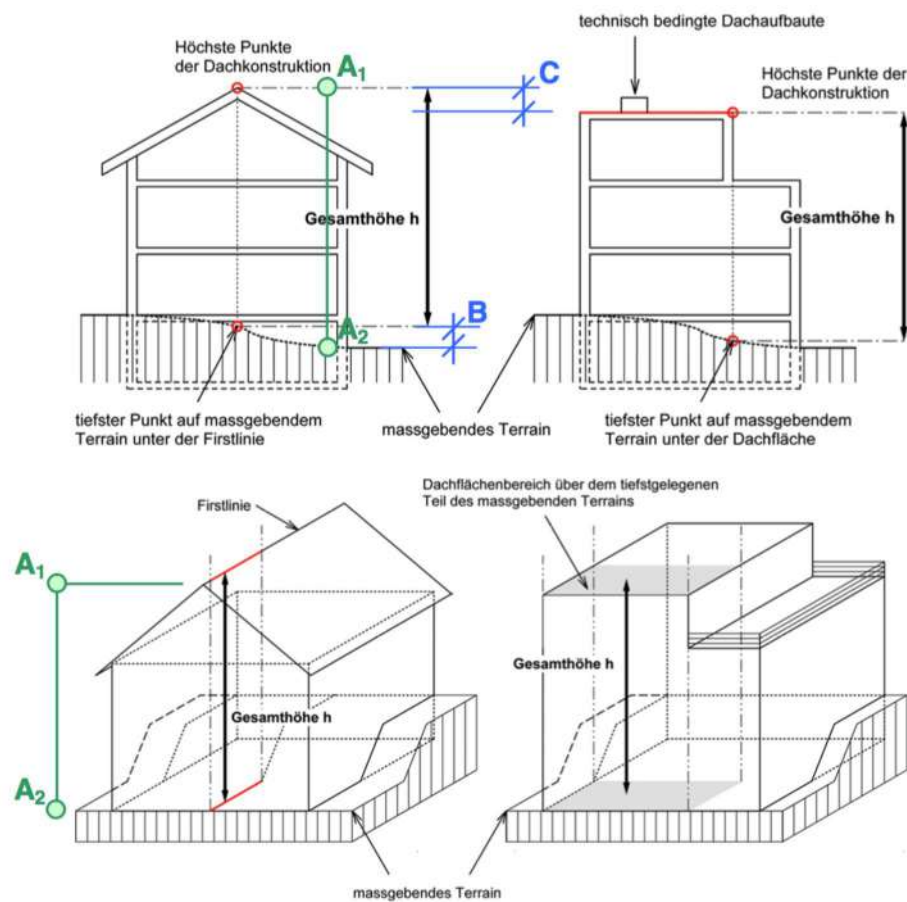 technisch bedingte Dachaufbaute
Höchste Punkte
der Dachkonstruktion
A1
C
Höchste Punkte der
Dachkonstruktion
Gesamthöhe h
Gesamthöhe h
B
A2
tiefster Punkt auf massgebendem
Terrain unter der Firstlinie
massgebendes Terrain
tiefster Punkt auf massgebendem
Terrain unter der Dachfläche
Dachflächenbereich über dem tiefstgelegenen
Teil des massgebenden Terrains
Firstlinie
A1
Gesamthöhe h
Gesamthöhe h
A2
massgebendes Terrain